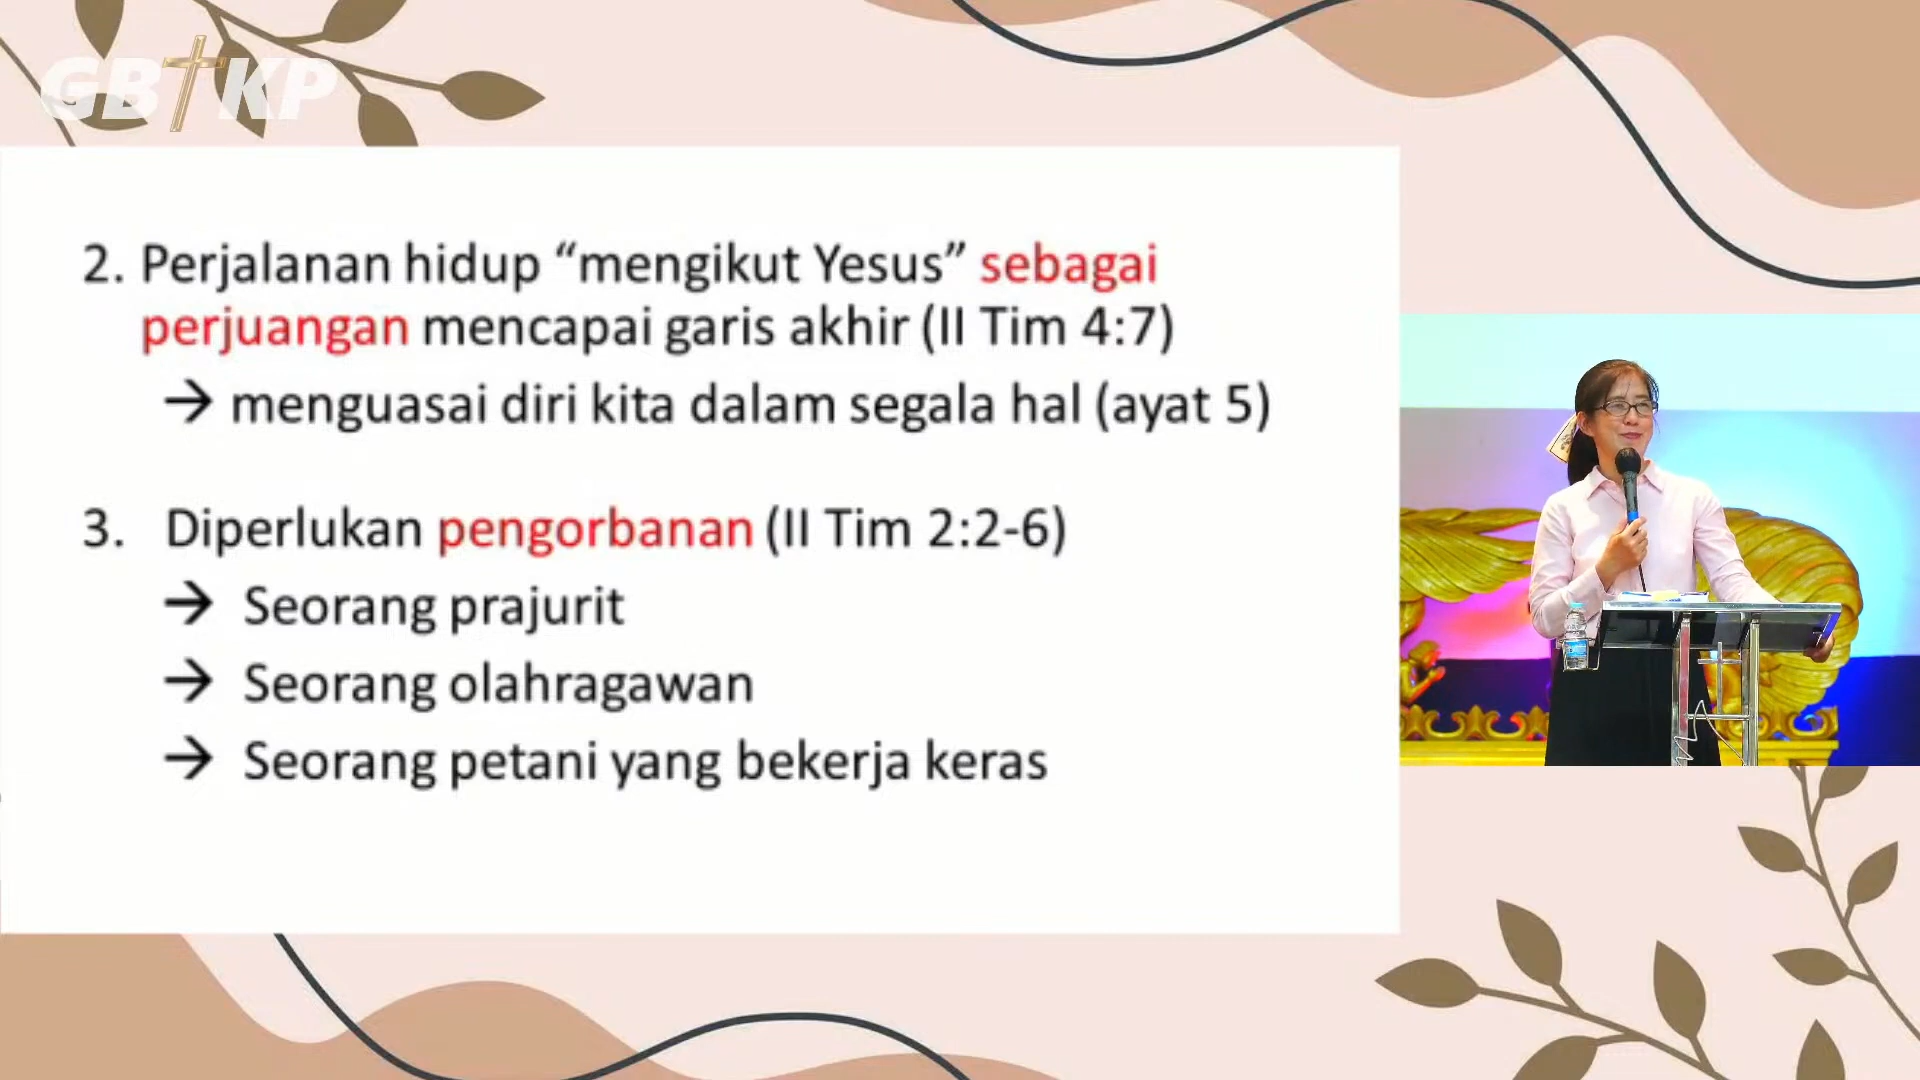 GB KP
2. Perjalanan hidup “mengikut Yesus” sebagai
perjuangan mencapai garis akhir (II Tim 4:7)
→ menguasai diri kita dalam segala hal (ayat 5)
3. Diperlukan pengorbanan (II Tim 2:2-6)
→ Seorang prajurit
→ Seorang olahragawan
→ Seorang petani yang bekerja keras